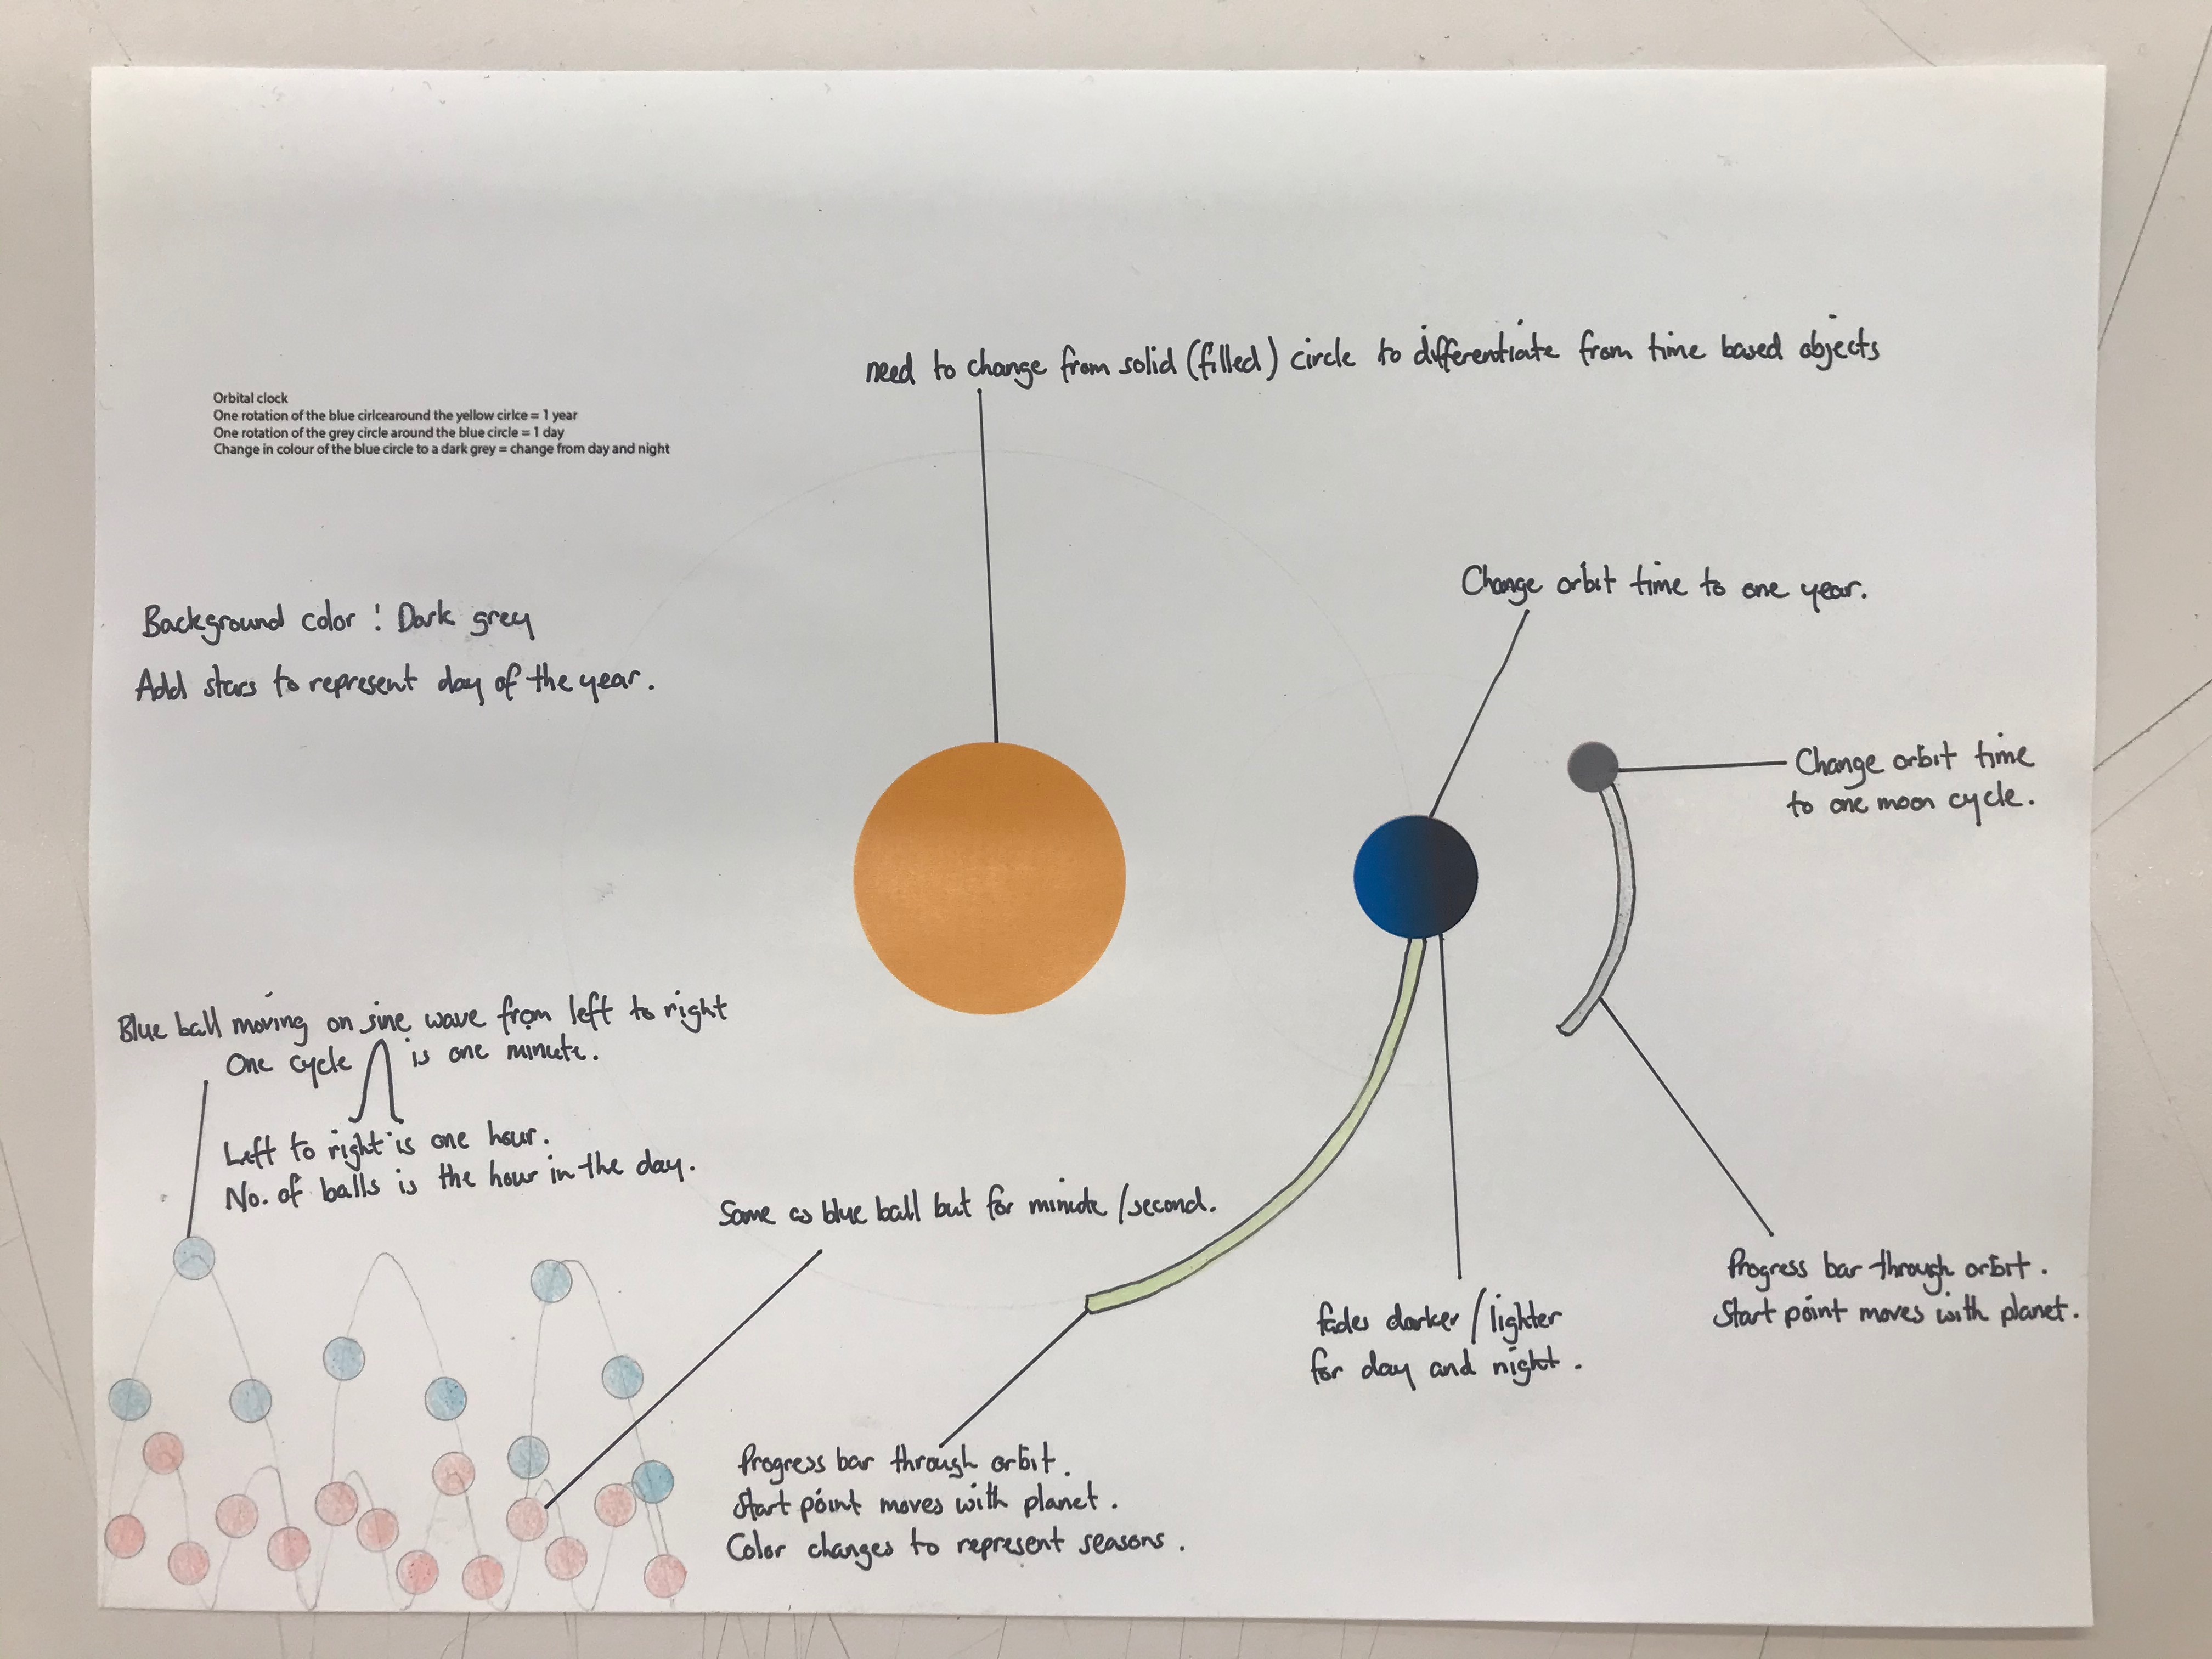 need to change from solid (filled) circle to differentiate from time based objects
Orbital clock
One rotation of the blue cirlcearound the yellow cirlce = 1 year
One rotation of the grey circle around the blue circle = 1 day
Change in colour of the blue circle to a dark grey = change from day and night
Change orbit time to one year.
Background color : Dark grey
Add stars to represent day of the year.
Change orbit time
to one moon cycle.
Blue ball moving on sine wave from left to right
One cycle is one minute.
Left to right is one hour.
No. of balls is the hour in the day.
Same as blue ball but for minute/second.
Progress bar through orbit.
Start point moves with planet.
fades darker/lighter
for day and night.
Progress bar through orbit.
Start point moves with planet.
Color changes to represent seasons.